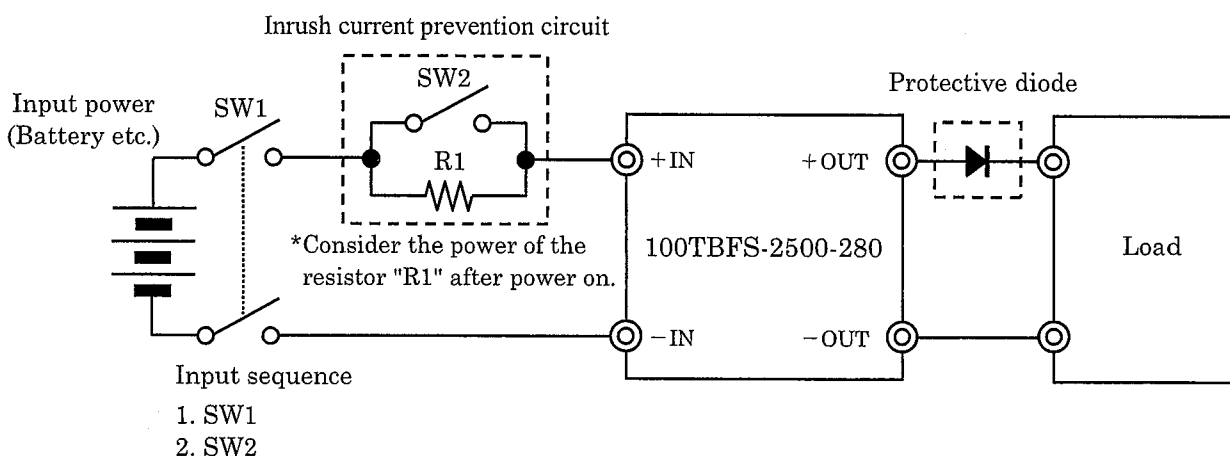 Inrush current prevention circuit
SW2
Protective diode
Input power
(Battery etc.)
SW1
R1
+IN
+OUT
*Consider the power of the
resistor "R1" after power on.
100TBFS-2500-280
Load
−IN
−OUT
Input sequence
1. SW1
2. SW2